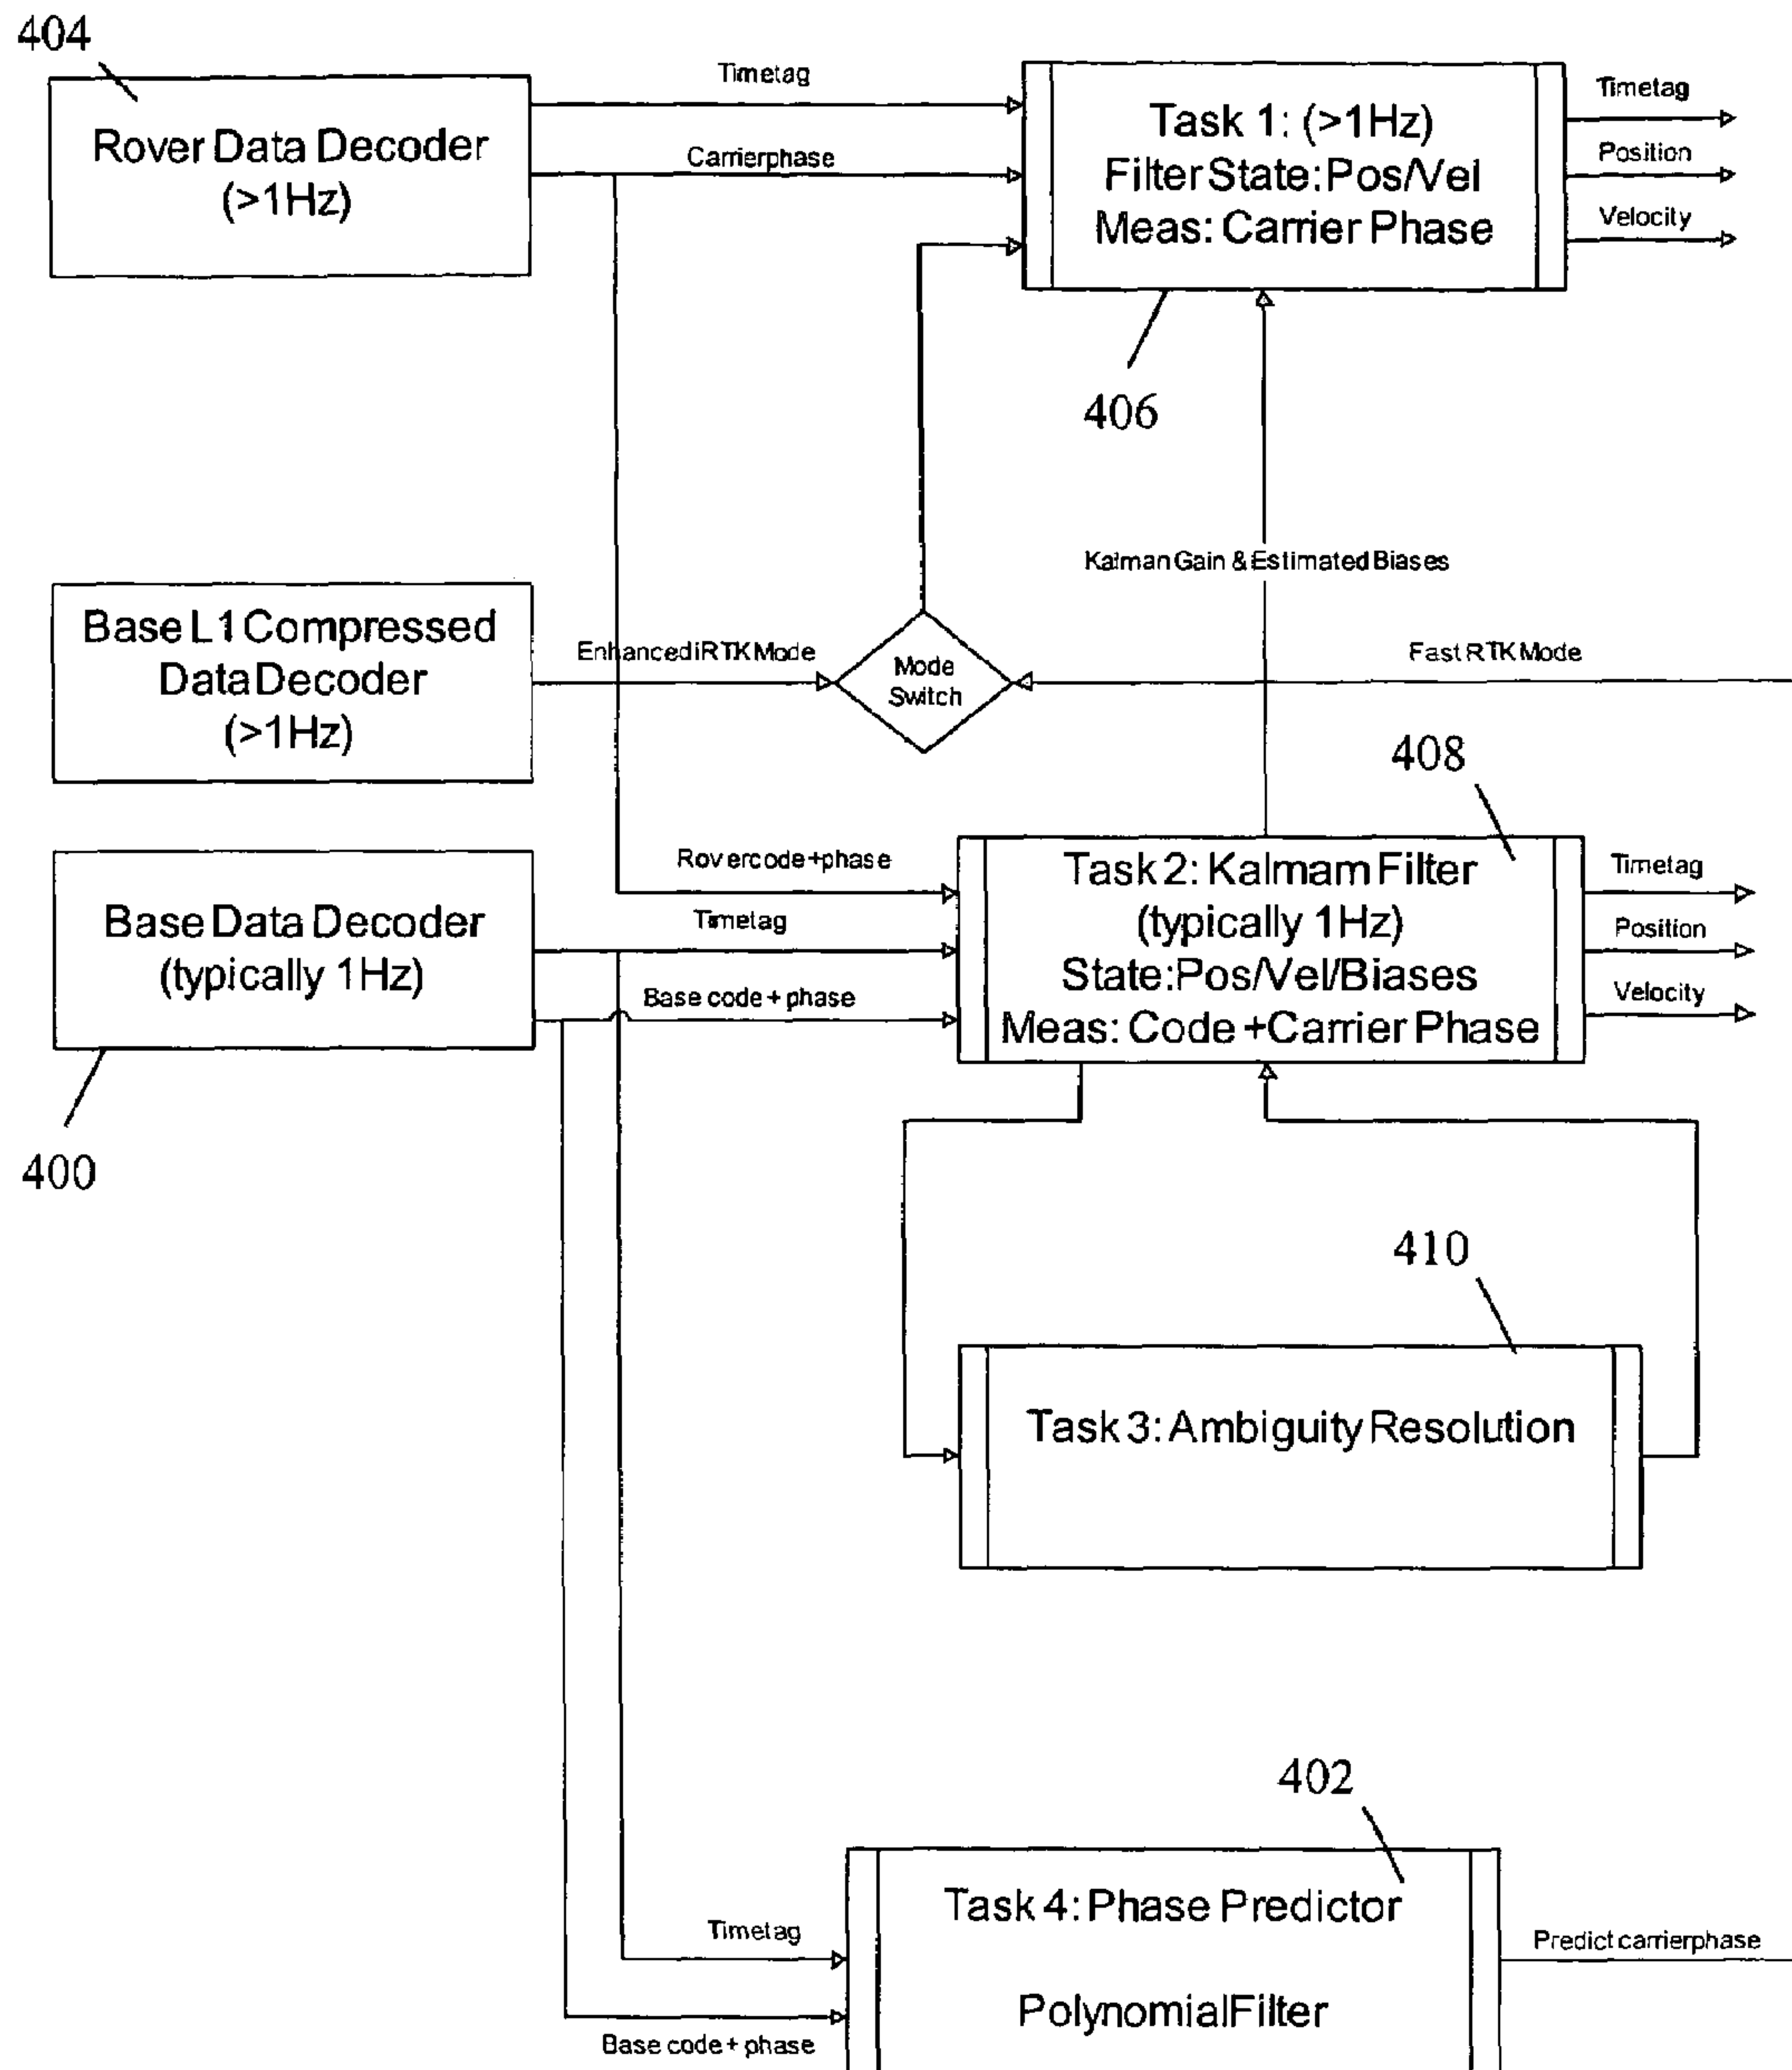 404
Rover Data Decoder
(>1Hz)
Timetag
Carrierphase
Task 1: (>1Hz)
Filter State: Pos/Vel
Meas: Carrier Phase
Timetag
Position
Velocity
406
Kalman Gain & Estimated Biases
Base L1 Compressed
Data Decoder
(>1Hz)
Enhanced iRTK Mode
Mode
Switch
Fast RTK Mode
408
Base Data Decoder
(typically 1Hz)
400
Rovercode+phase
Timetag
Base code + phase
Task 2: Kalmam Filter
(typically 1Hz)
State: Pos/Vel/Biases
Meas: Code +Carrier Phase
Timetag
Position
Velocity
410
Task 3: Ambiguity Resolution
402
Timetag
Base code + phase
Task 4: Phase Predictor
Polynomial Filter
Predict carrierphase